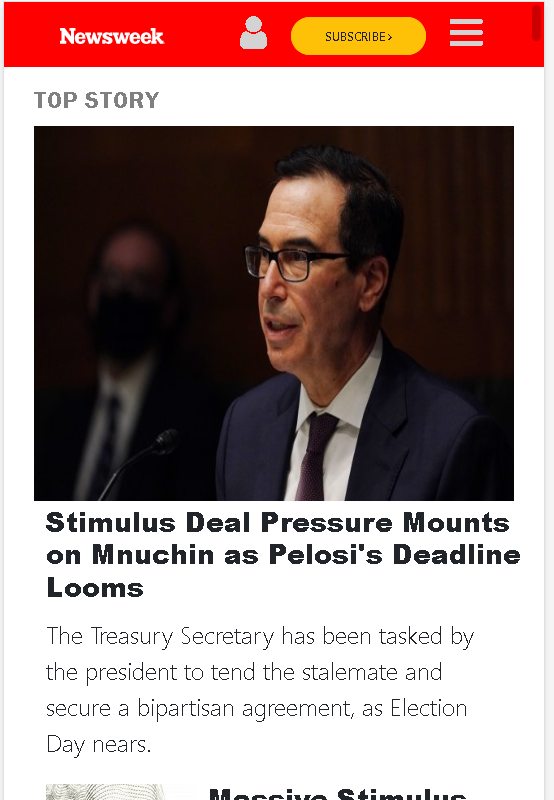 Newsweek
SUBSCRIBE >
TOP STORY
Stimulus Deal Pressure Mounts
on Mnuchin as Pelosi's Deadline
Looms
The Treasury Secretary has been tasked by
the president to tend the stalemate and
secure a bipartisan agreement, as Election
Day nears.
Massive Stimulus